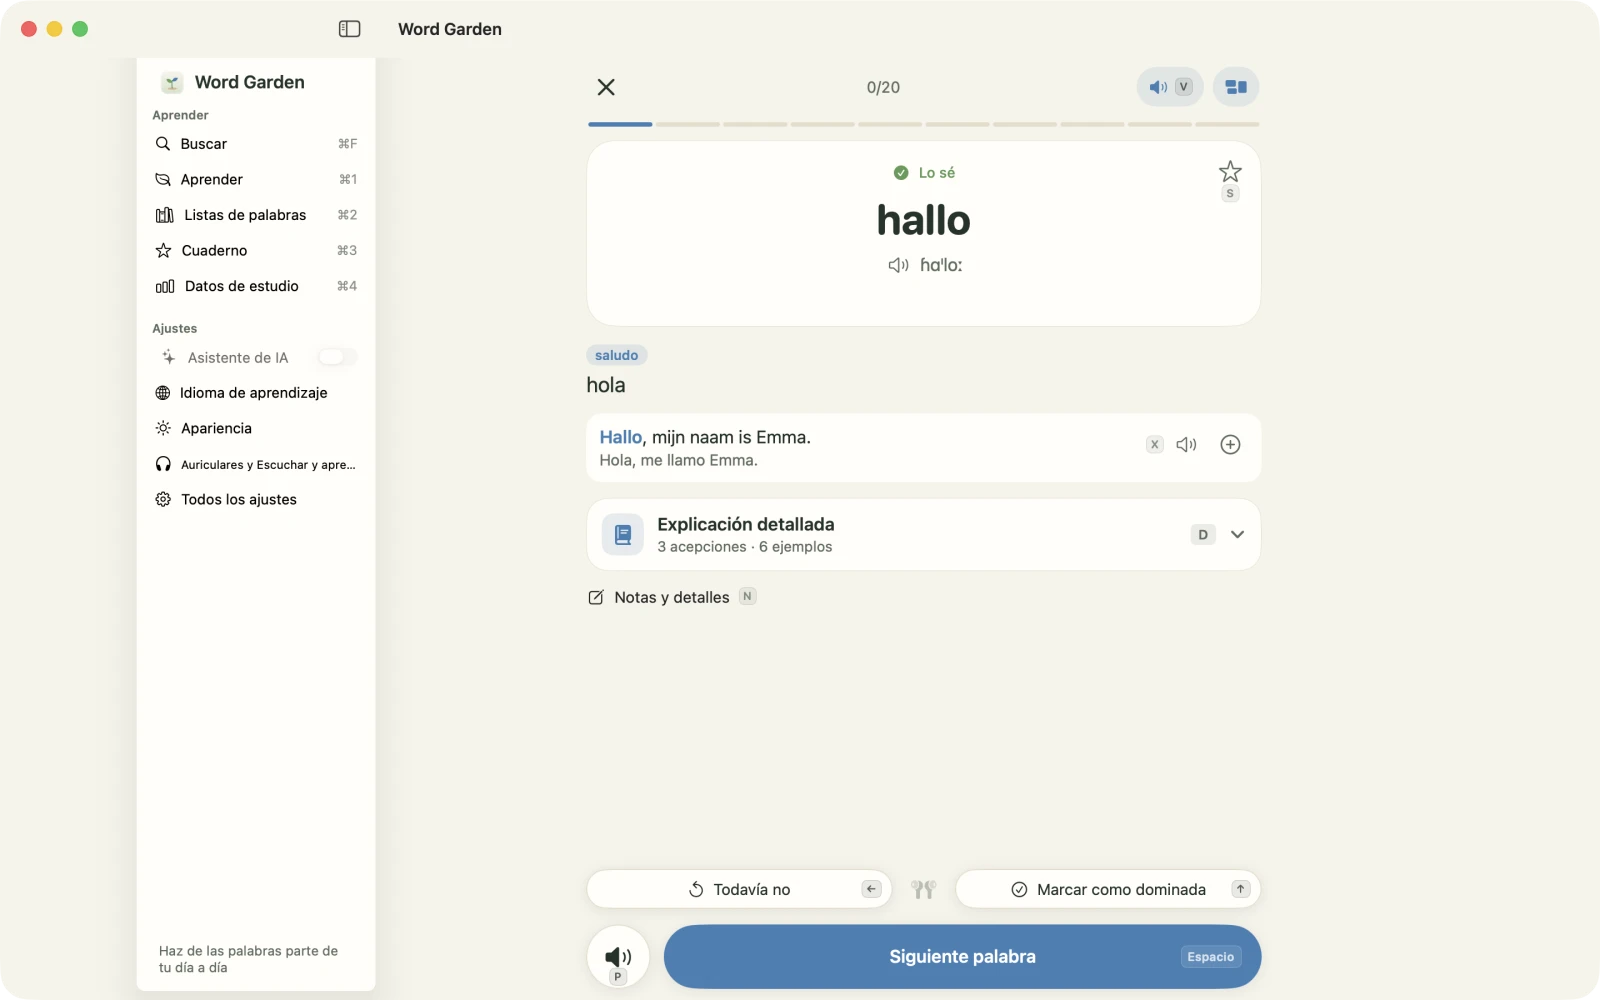 Word Garden
Word Garden
Aprender
Buscar ⌘F
Aprender ⌘1
Listas de palabras ⌘2
Cuaderno ⌘3
Datos de estudio ⌘4
Ajustes
Asistente de IA
Idioma de aprendizaje
Apariencia
Auriculares y Escuchar y apre...
Todos los ajustes
Haz de las palabras parte de
tu día a día
0/20
V
Lo sé
S
hallo
ɦɑˈloː
saludo
hola
Hallo, mijn naam is Emma.
X
Hola, me llamo Emma.
Explicación detallada
D
3 acepciones · 6 ejemplos
Notas y detalles N
Todavía no ←
Marcar como dominada ↑
P
Siguiente palabra Espacio